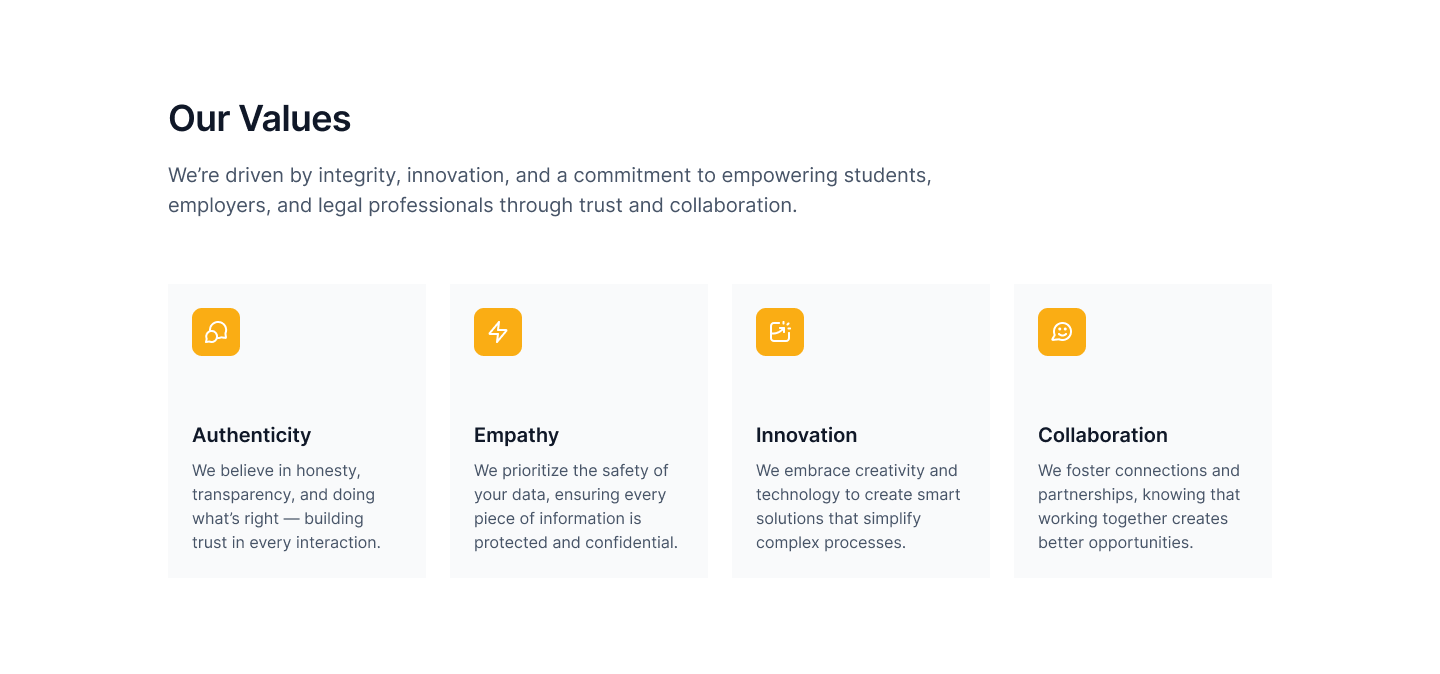 Our Values
We’re driven by integrity, innovation, and a commitment to empowering students,
employers, and legal professionals through trust and collaboration.
Authenticity
We believe in honesty,
transparency, and doing
what’s right — building
trust in every interaction.
Empathy
We prioritize the safety of
your data, ensuring every
piece of information is
protected and confidential.
Innovation
We embrace creativity and
technology to create smart
solutions that simplify
complex processes.
Collaboration
We foster connections and
partnerships, knowing that
working together creates
better opportunities.